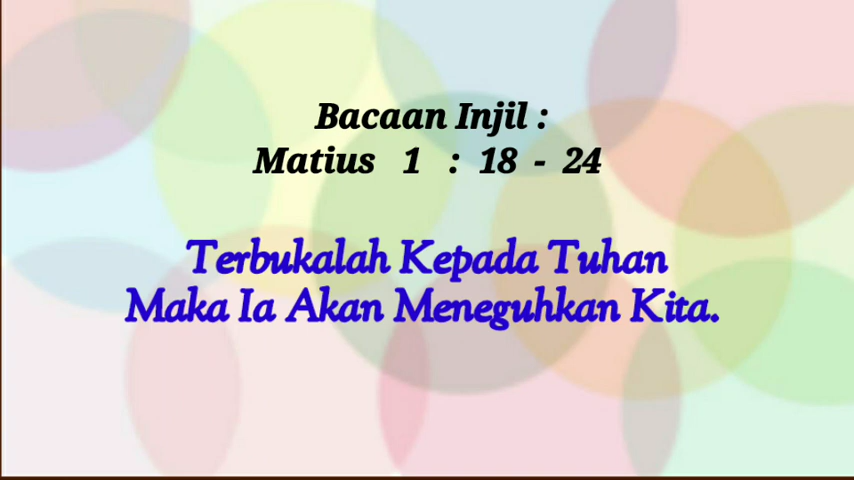 Bacaan Injil :
Matius 1 : 18 - 24
Terbukalah Kepada Tuhan
Maka Ia Akan Meneguhkan Kita.